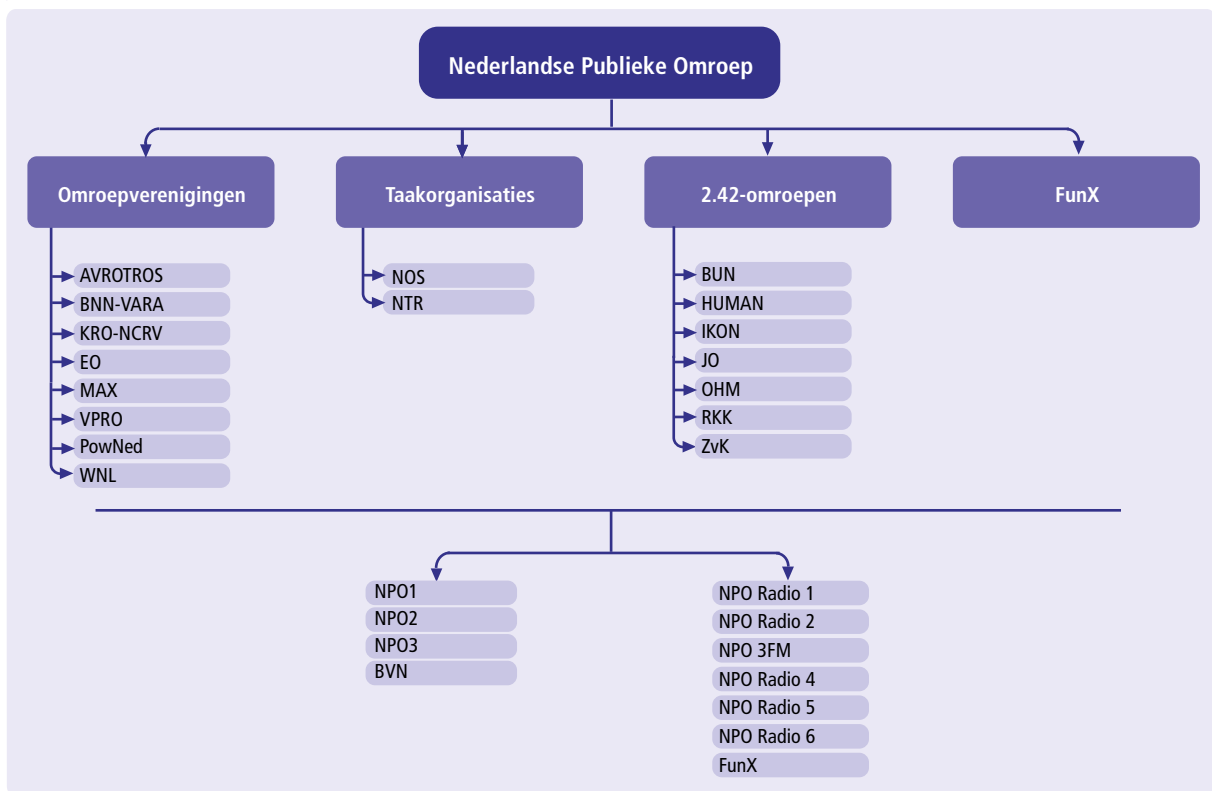 Nederlandse Publieke Omroep
Omroepverenigingen
AVROTROS
BNN-VARA
KRO-NCRV
EO
MAX
VPRO
PowNed
WNL
Taakorganisaties
NOS
NTR
2.42-omroepen
BUN
HUMAN
IKON
JO
OHM
RKK
ZvK
FunX
NPO1
NPO2
NPO3
BVN
NPO Radio 1
NPO Radio 2
NPO 3FM
NPO Radio 4
NPO Radio 5
NPO Radio 6
FunX